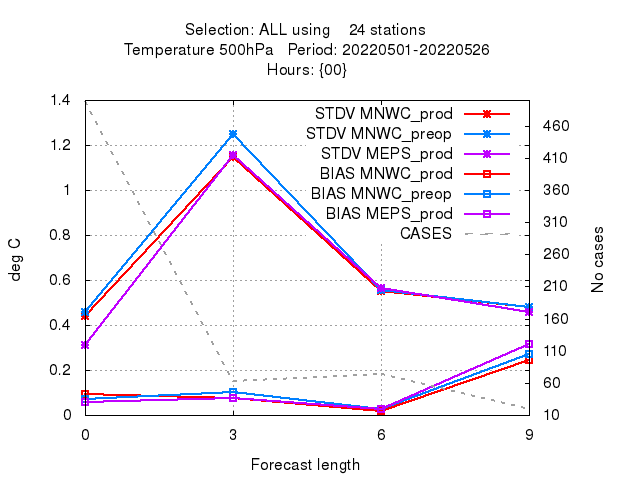 Selection: ALL using    24 stations
Temperature 500hPa   Period: 20220501-20220526
Hours: {00}
STDV MNWC_prod
STDV MNWC_preop
STDV MEPS_prod
BIAS MNWC_prod
BIAS MNWC_preop
BIAS MEPS_prod
CASES
1.4
1.2
1
0.8
0.6
0.4
0.2
0
deg C
460
410
360
310
260
210
160
110
60
10
No cases
0 3 6 9
Forecast length